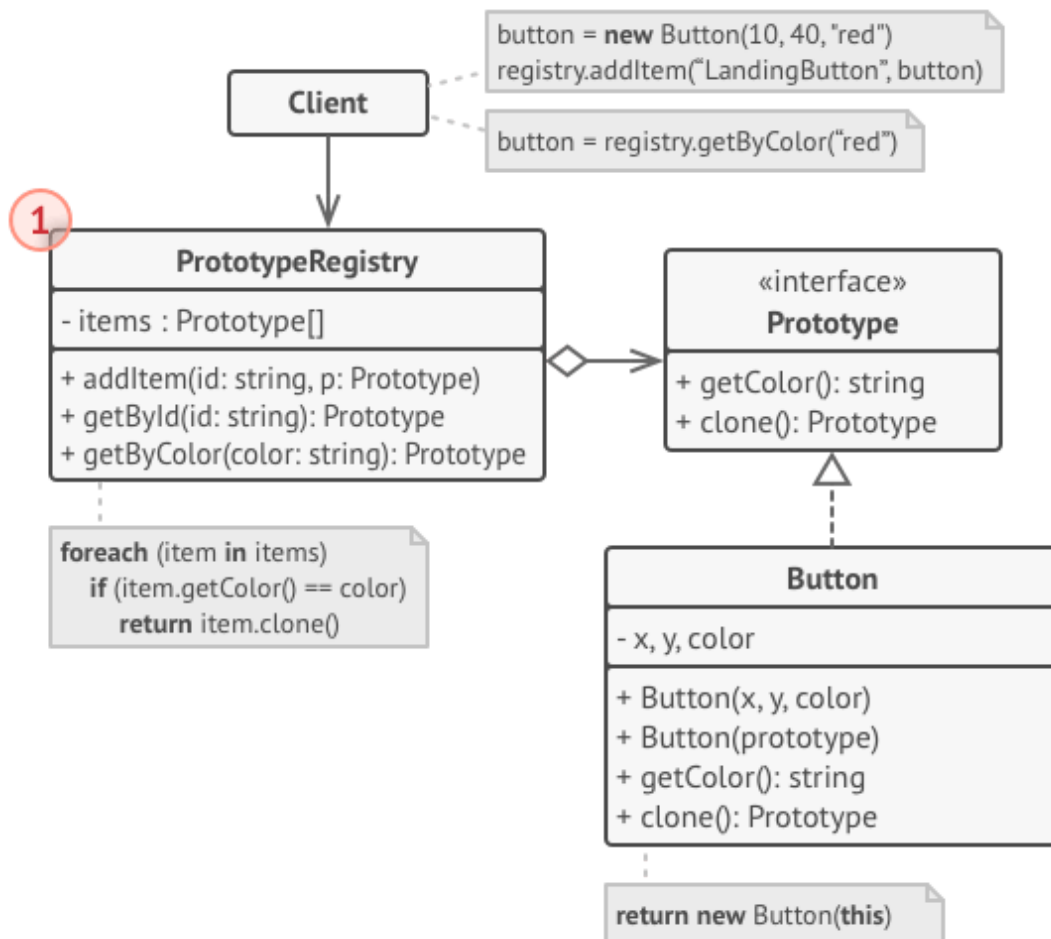 button = new Button(10, 40, "red")
registry.addItem(“LandingButton”, button)
Client
button = registry.getByColor(“red”)
1
PrototypeRegistry
- items : Prototype[]
+ addItem(id: string, p: Prototype)
+ getById(id: string): Prototype
+ getByColor(color: string): Prototype
«interface»
Prototype
+ getColor(): string
+ clone(): Prototype
foreach (item in items)
if (item.getColor() == color)
return item.clone()
Button
- x, y, color
+ Button(x, y, color)
+ Button(prototype)
+ getColor(): string
+ clone(): Prototype
return new Button(this)